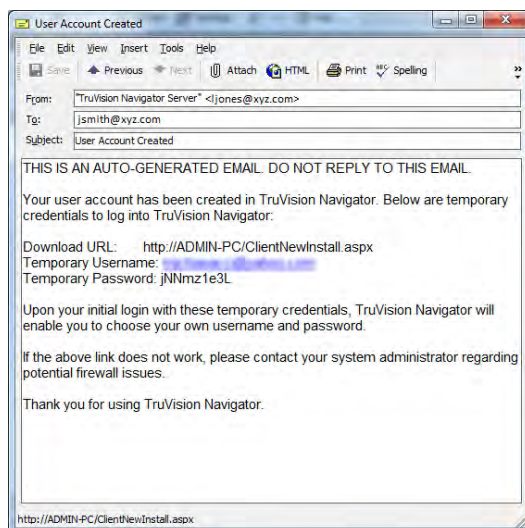 User Account Created
File Edit View Insert Tools Help
Save Previous Next Attach HTML Print ABC Spelling »
From: "TruVision Navigator Server" <ljones@xyz.com>
To: jsmith@xyz.com
Subject: User Account Created
THIS IS AN AUTO-GENERATED EMAIL. DO NOT REPLY TO THIS EMAIL.
Your user account has been created in TruVision Navigator. Below are temporary
credentials to log into TruVision Navigator:
Download URL: http://ADMIN-PC/ClientNewInstall.aspx
Temporary Username:
Temporary Password: jNNmz1e3L
Upon your initial login with these temporary credentials, TruVision Navigator will
enable you to choose your own username and password.
If the above link does not work, please contact your system administrator regarding
potential firewall issues.
Thank you for using TruVision Navigator.
http://ADMIN-PC/ClientNewInstall.aspx